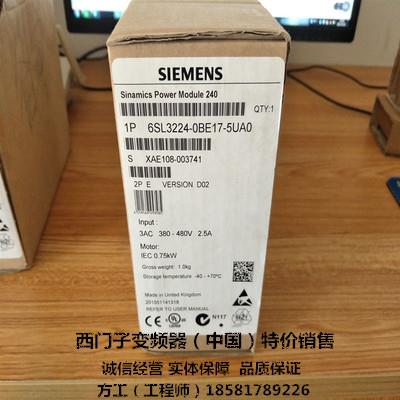 SIEMENS
Sinamics Power Module 240
QTY:1
1P 6SL3224-0BE17-5UA0
S XAE108-003741
2P E VERSION D02
Input :
3AC 380 - 480V 2.5A
Motor:
IEC 0.75kW
Gross weight: 1.0kg
Storage temperature -40 - +70°C
Made in United Kingdom
REFER TO USER MANUAL
LISTED
N117
西门子变频器（中国）特价销售
诚信经营 实体保障 品质保证
方工（工程师）18581789226